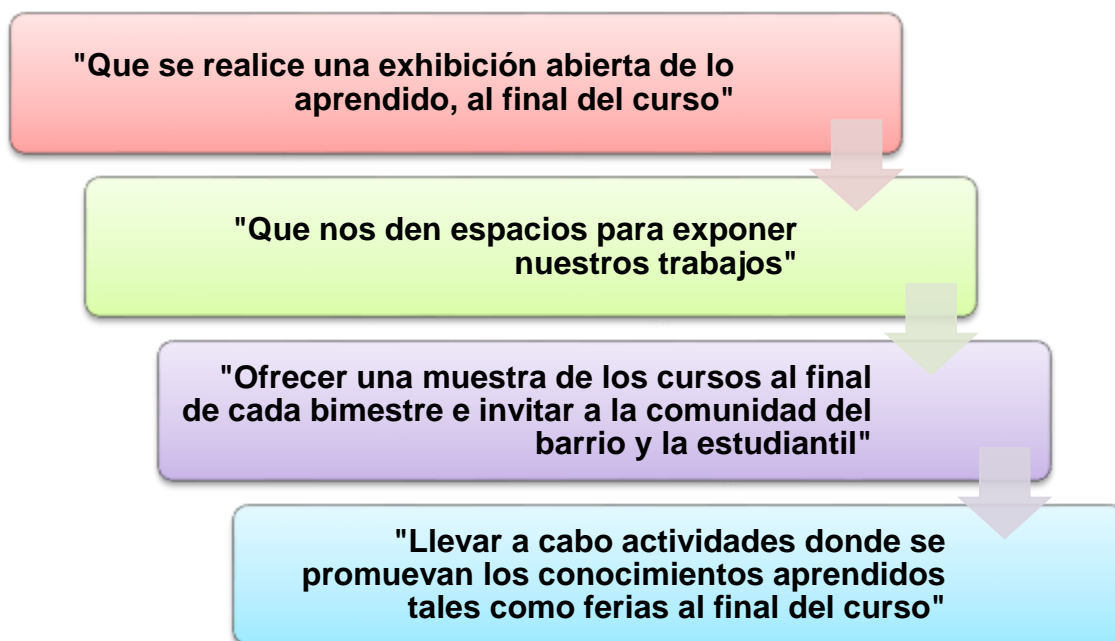 "Que se realice una exhibición abierta de lo
aprendido, al final del curso"
"Que nos den espacios para exponer
nuestros trabajos"
"Ofrecer una muestra de los cursos al final
de cada bimestre e invitar a la comunidad del
barrio y la estudiantil"
"Llevar a cabo actividades donde se
promuevan los conocimientos aprendidos
tales como ferias al final del curso"